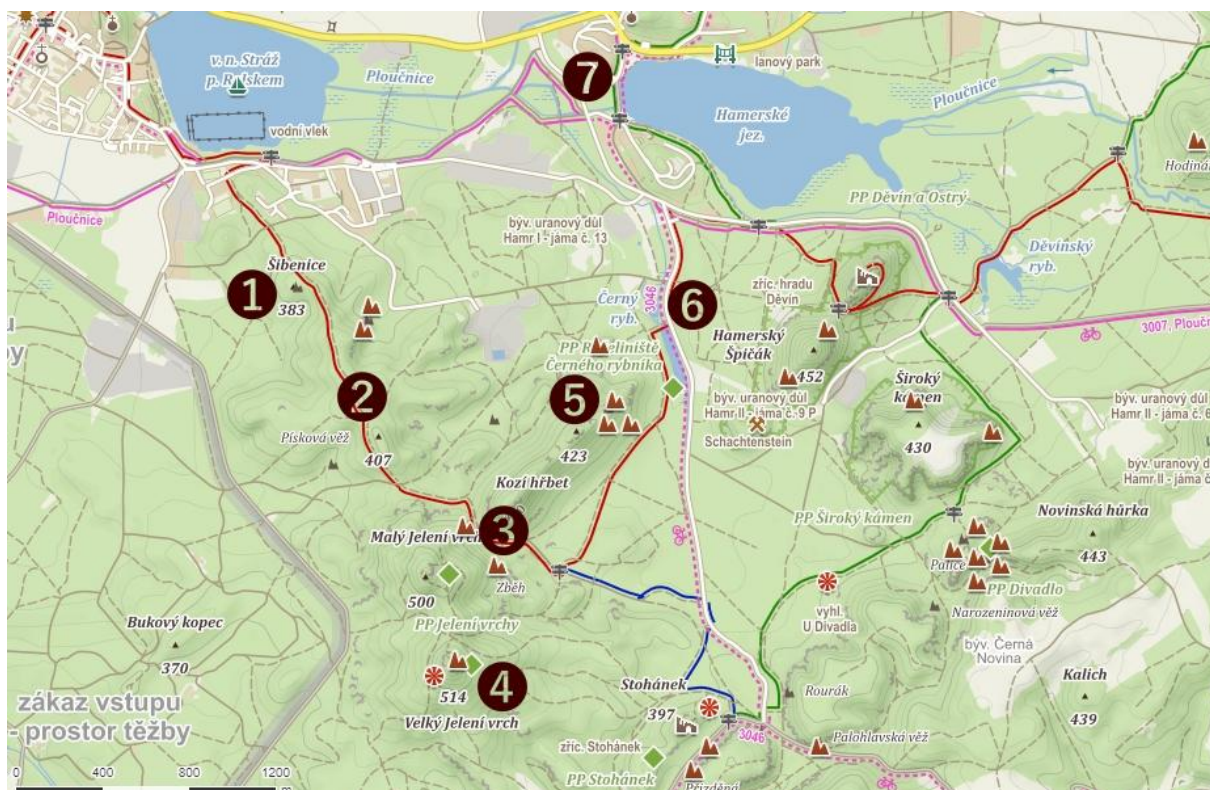 v. n. Stráž
p. Ralskem
Ploučnice
vodní vlek
7
lanový park
Hamerské
jez.
Ploučnice
Ploučnice
PP Děvín a Ostrý
býv. uranový důl
Hamr I - jáma č. 13
Děvínský
ryb.
Šibenice
1
383
Černý
ryb.
3046
6
zříc. hradu
Děvín
Hamerský
Špičák
452
3007, Plouč
PP R
eliniště
Černého rybníka
2
5
býv. uranový důl
Hamr II - jáma č. 9 P
Schachtenstein
Široký
kámen
430
býv. uranový důl
Hamr II - jáma č. 6
Písková věž
407
423
Kozí hřbet
býv. uranový d
Hamr II - jáma č.
3
Malý Jelení vrch
Zběh
500
PP Jelení vrchy
PP Široký kámen
Novinská hůrka
443
Palice
PP Divadlo
Narozeninová věž
vyhl.
U Divadla
Bukový kopec
370
4
514
Velký Jelení vrch
býv. Černá
Novina
Kalich
439
Stohánek
397
Rourák
zákaz vstupu
- prostor těžby
zříc. Stohánek
3046
Palohlavská věž
PP Stohánek
0
400
800
1200
m